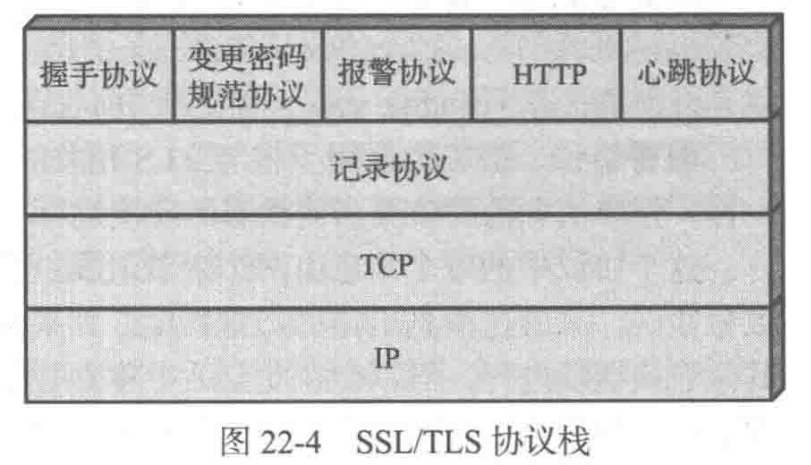 握手协议
变更密码
规范协议
报警协议
HTTP
心跳协议
记录协议
TCP
IP
图 22-4 SSL/TLS 协议栈